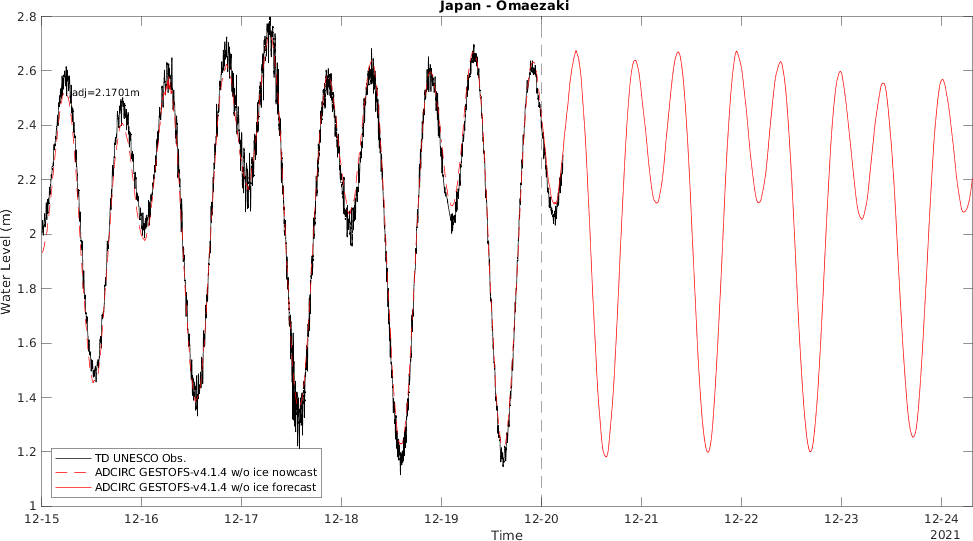 Japan - Omaezaki
2.8
2.6
2.4
2.2
2
1.8
1.6
1.4
1.2
1
Water Level (m)
adj=2.1701m
TD UNESCO Obs.
ADCIRC GESTOFS-v4.1.4 w/o ice nowcast
ADCIRC GESTOFS-v4.1.4 w/o ice forecast
12-15 12-16 12-17 12-18 12-19 12-20 12-21 12-22 12-23 12-24
Time
2021